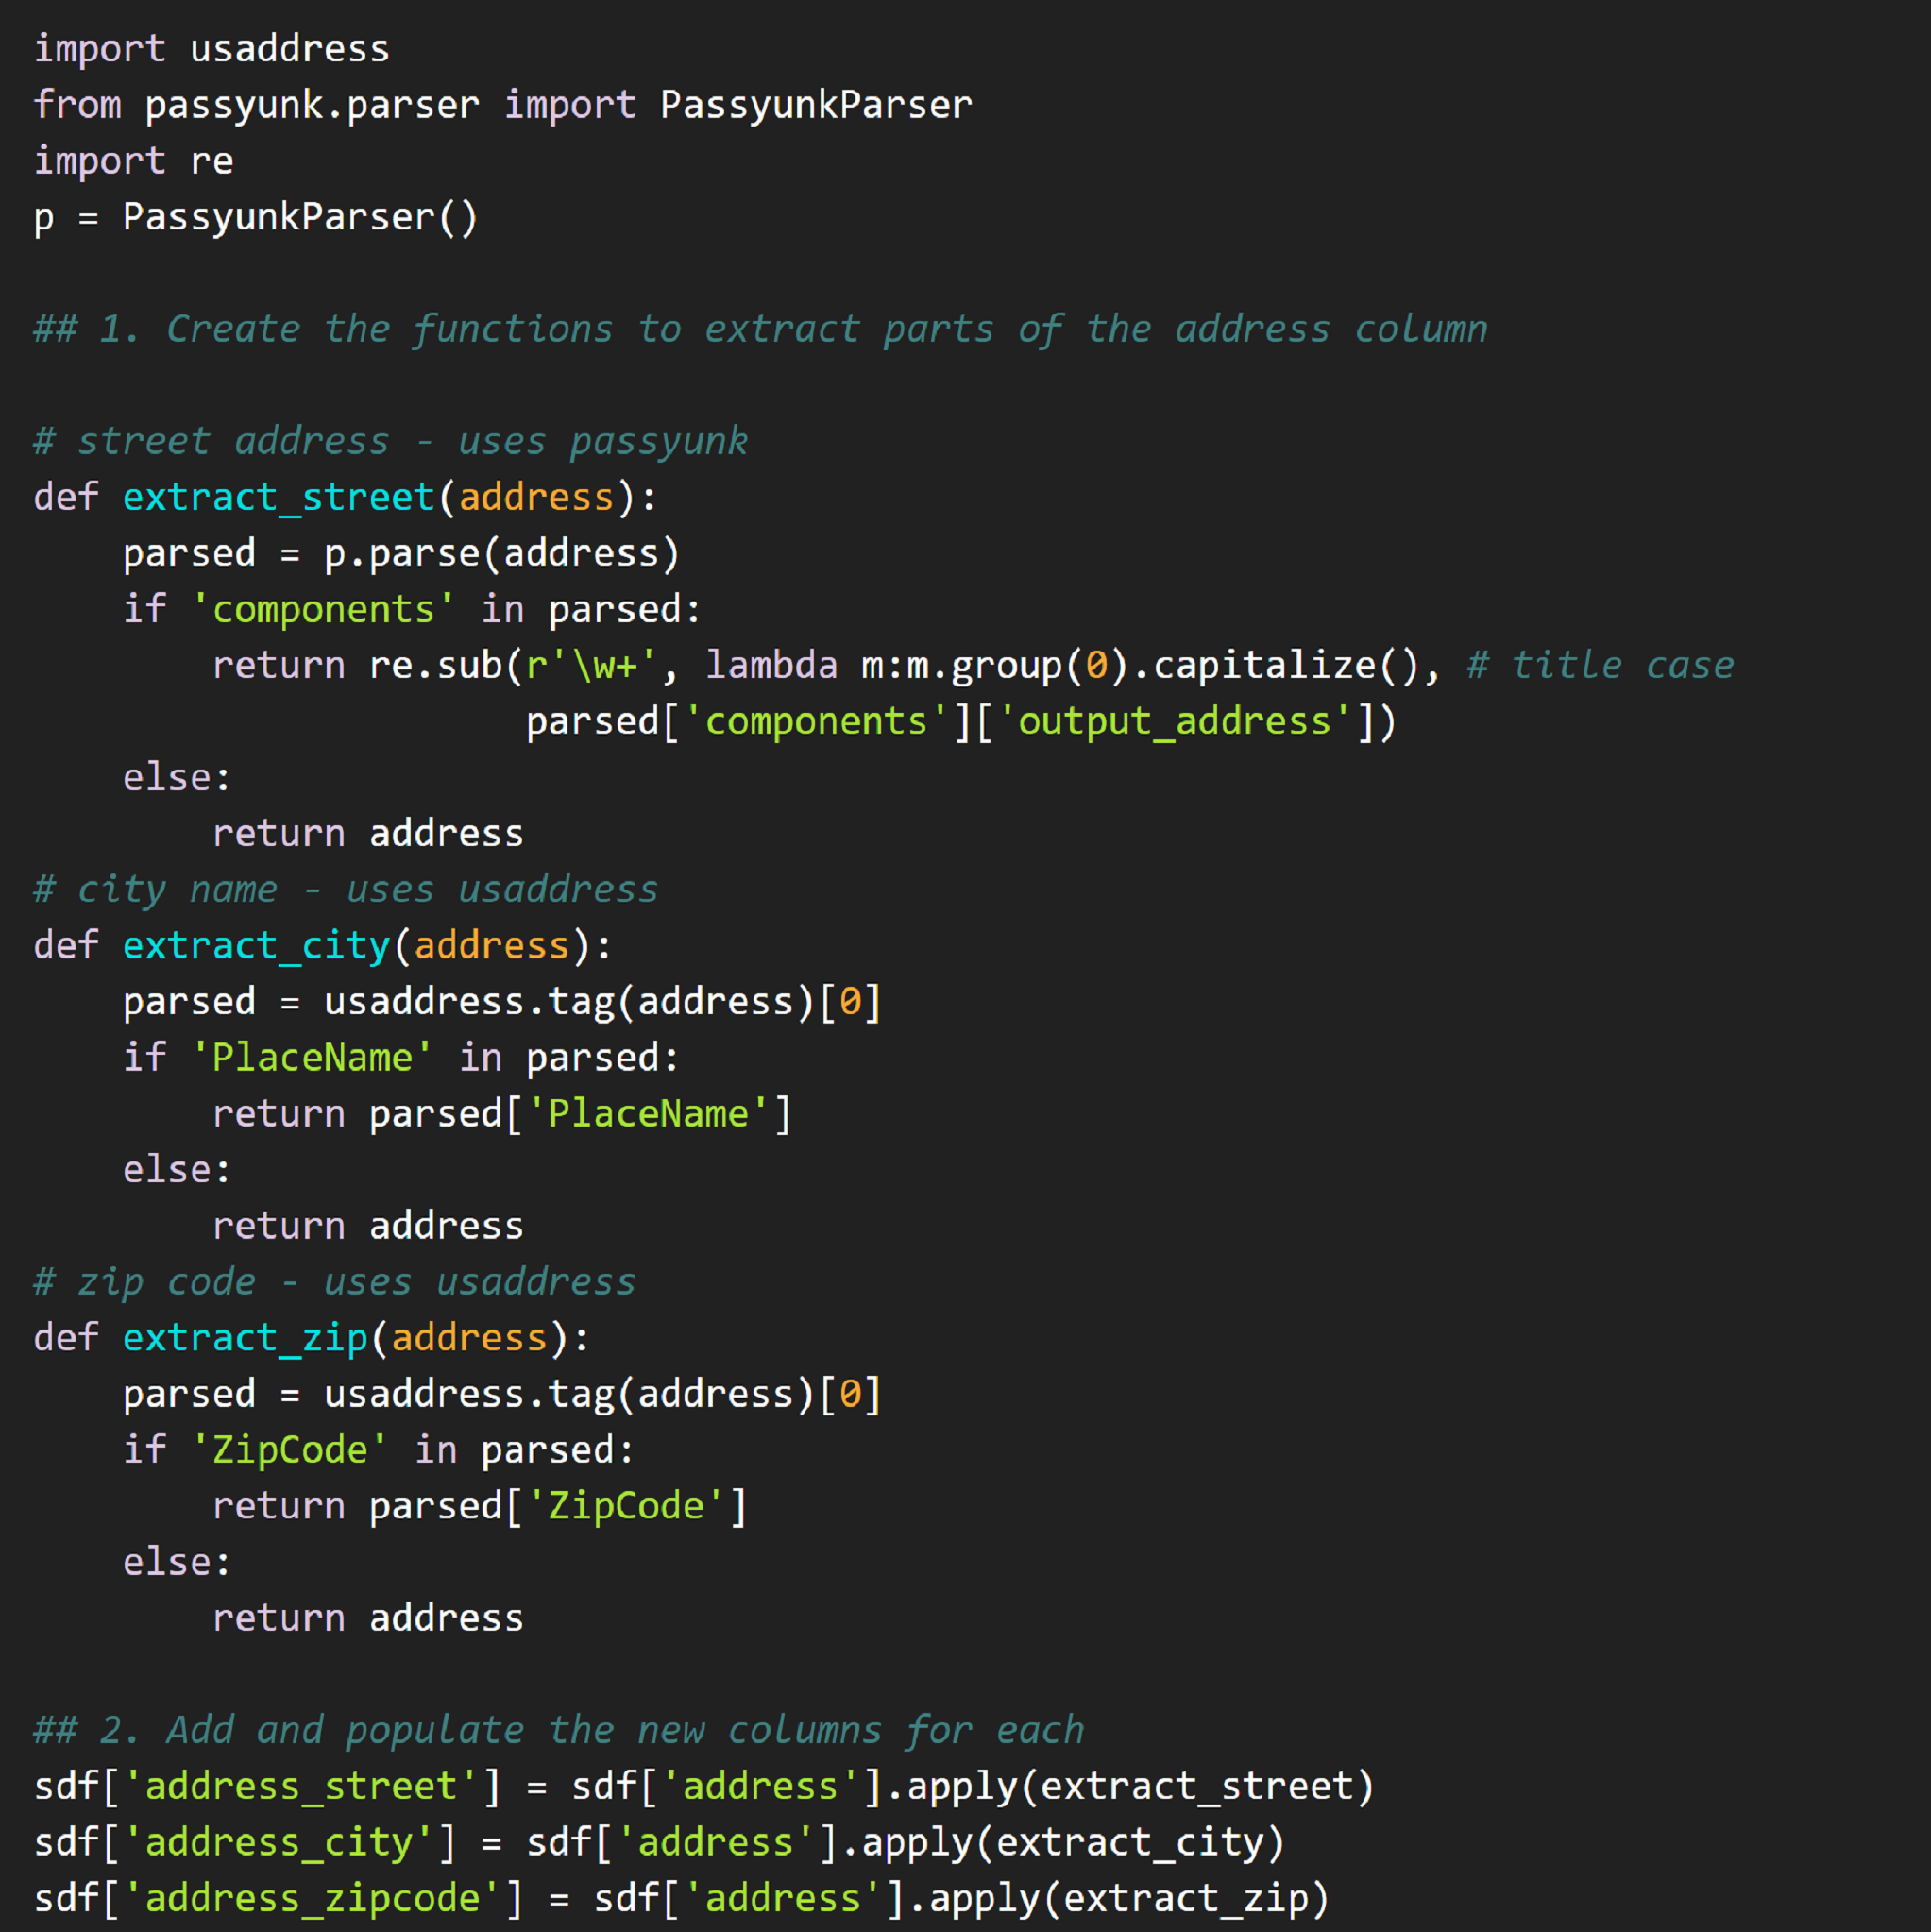 import usaddress
from passyunk.parser import PassyunkParser
import re
p = PassyunkParser()

## 1. Create the functions to extract parts of the address column

# street address - uses passyunk
def extract_street(address):
    parsed = p.parse(address)
    if 'components' in parsed:
        return re.sub(r'\w+', lambda m:m.group(0).capitalize(), # title case
                      parsed['components']['output_address'])
    else:
        return address
# city name - uses usaddress
def extract_city(address):
    parsed = usaddress.tag(address)[0]
    if 'PlaceName' in parsed:
        return parsed['PlaceName']
    else:
        return address
# zip code - uses usaddress
def extract_zip(address):
    parsed = usaddress.tag(address)[0]
    if 'ZipCode' in parsed:
        return parsed['ZipCode']
    else:
        return address

## 2. Add and populate the new columns for each
sdf['address_street'] = sdf['address'].apply(extract_street)
sdf['address_city'] = sdf['address'].apply(extract_city)
sdf['address_zipcode'] = sdf['address'].apply(extract_zip)